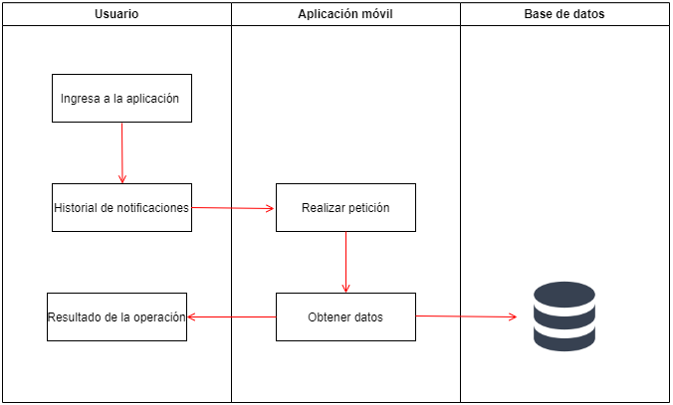 Usuario
Aplicación móvil
Base de datos
Ingresa a la aplicación
Historial de notificaciones
Realizar petición
Resultado de la operación
Obtener datos